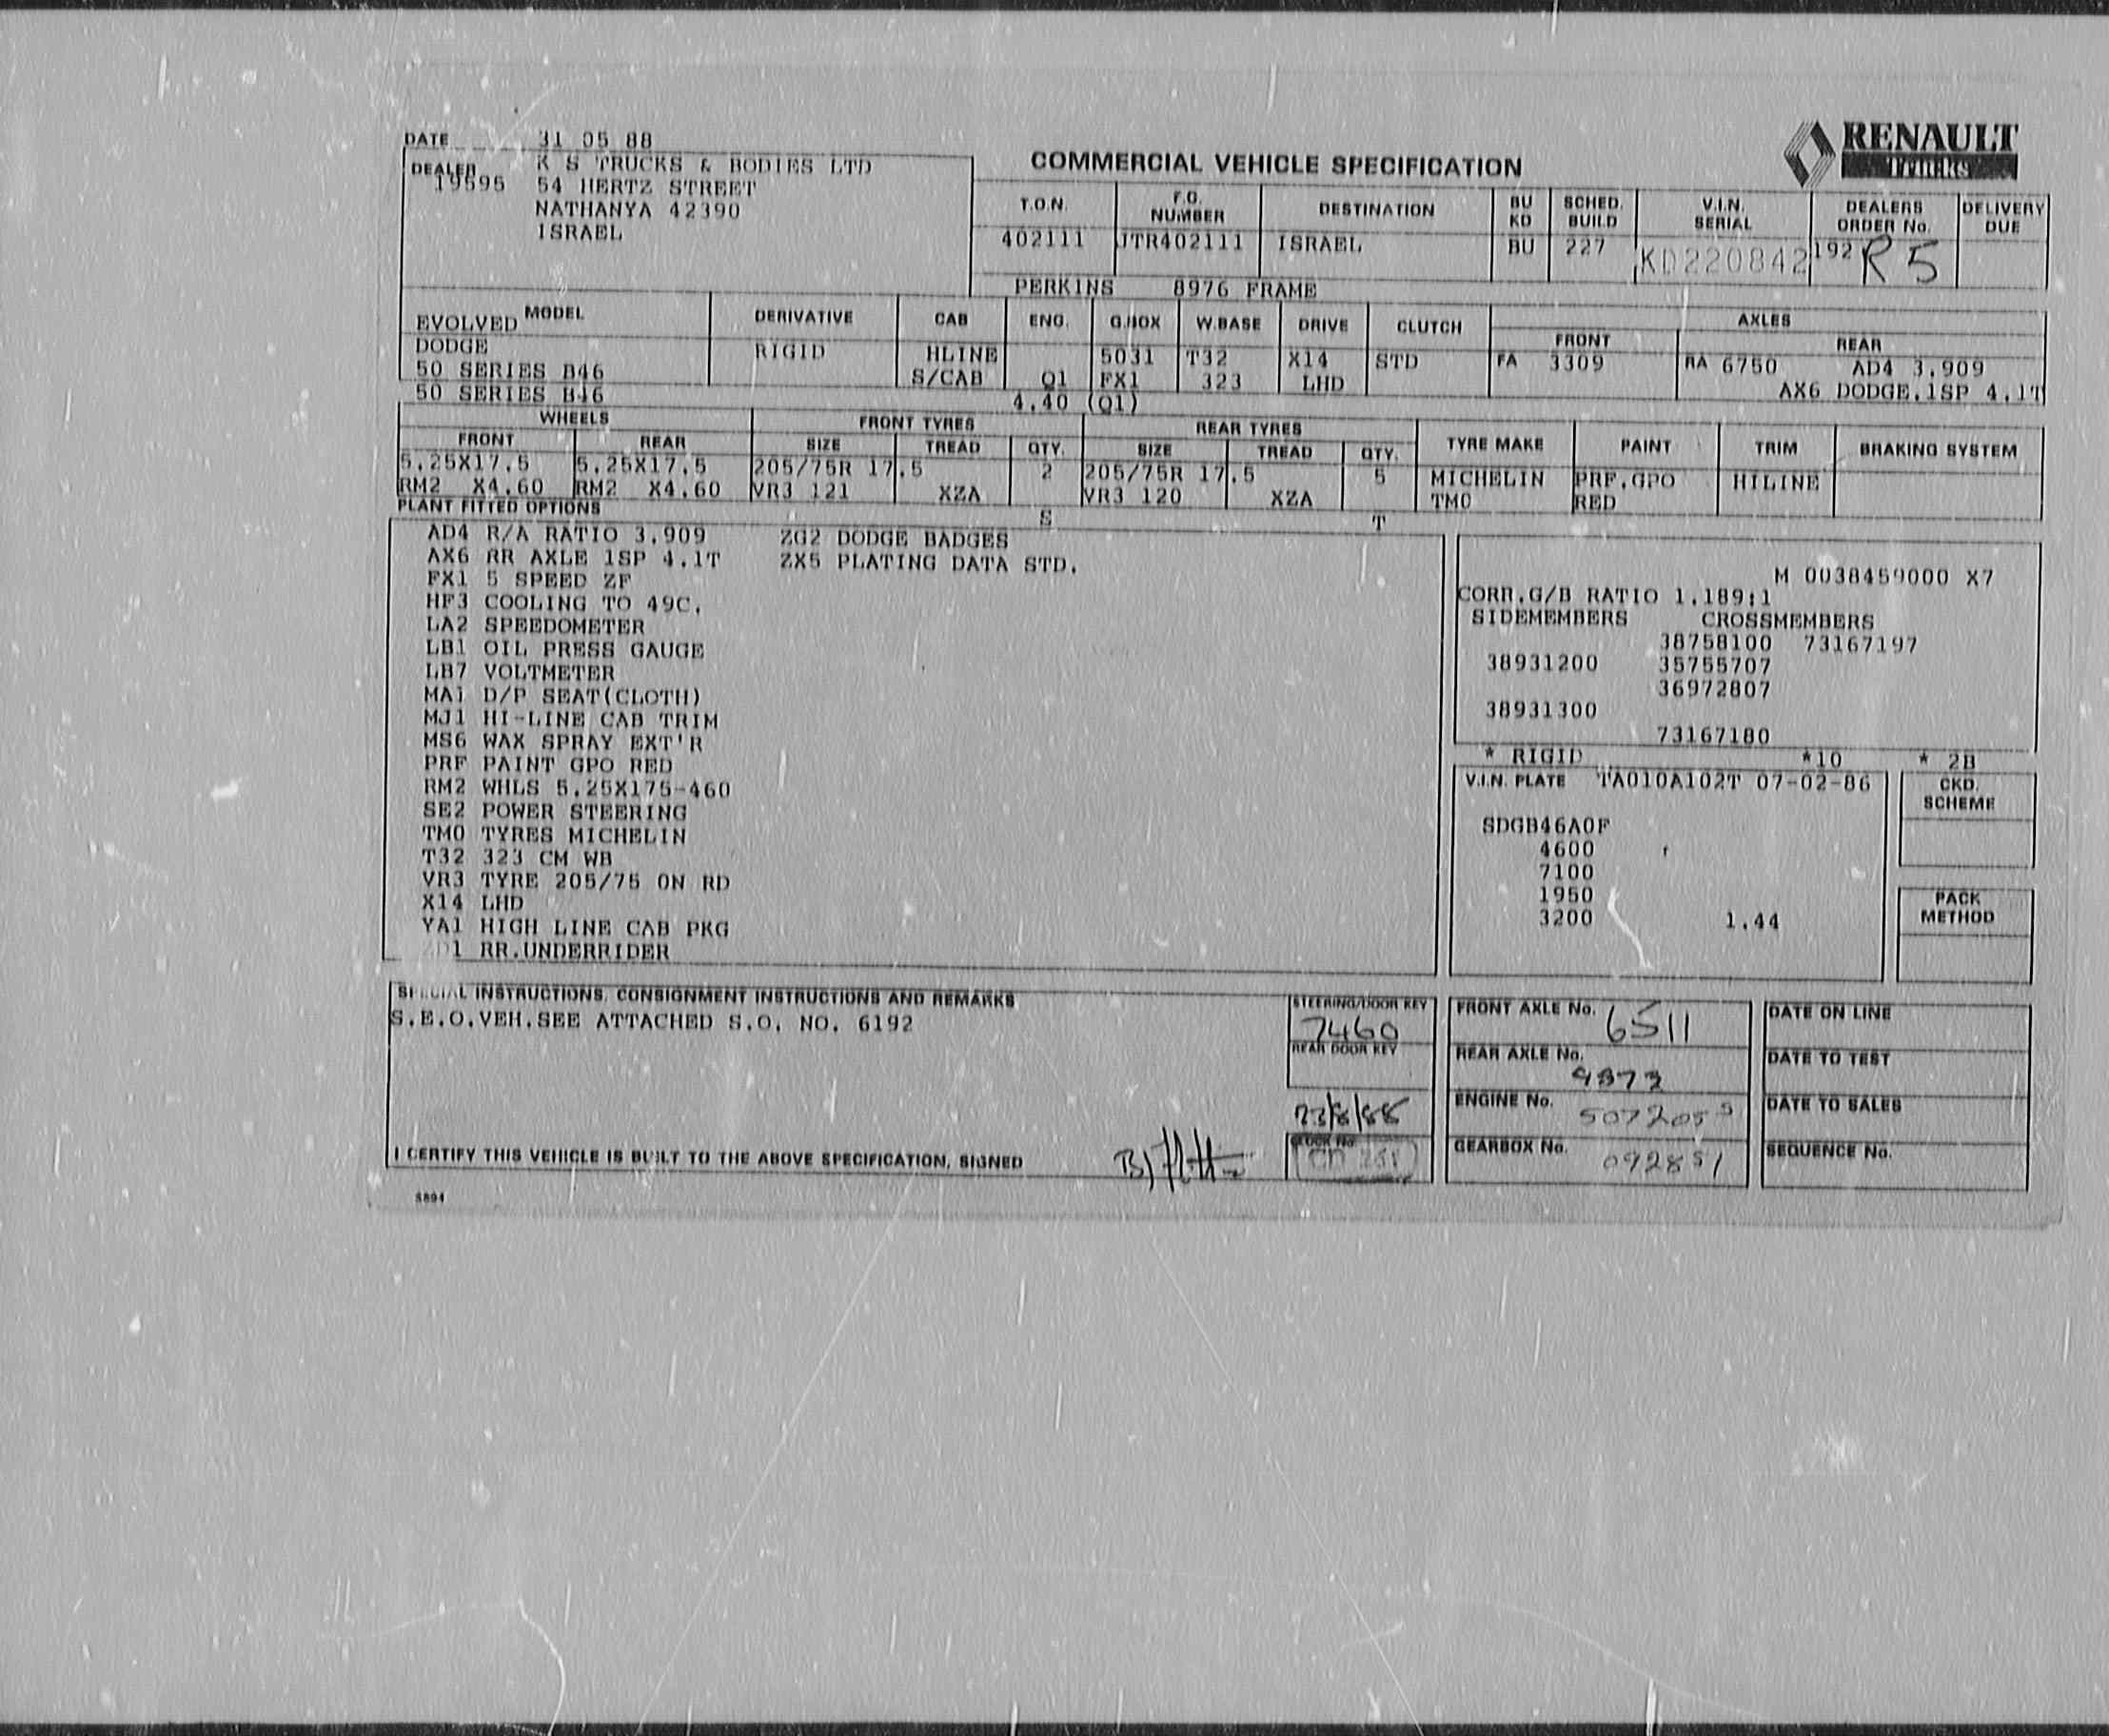 DATE 31 05 88
DEALER K S TRUCKS & BODIES LTD
19595 54 HERTZ STREET
NATHANYA 42390
ISRAEL
COMMERCIAL VEHICLE SPECIFICATION
RENAULT
Trucks
T.O.N. F.O. NUMBER DESTINATION BU KD SCHED. BUILD V.I.N. SERIAL DEALERS ORDER No. DELIVERY DUE
402111 JTR402111 ISRAEL BU 227 KD220842 192 R5
PERKINS 8976 FRAME
MODEL DERIVATIVE CAB ENG. G.BOX W.BASE DRIVE CLUTCH AXLES
FRONT REAR
EVOLVED
DODGE RIGID HLINE 5031 T32 X14 STD FA 3309 RA 6750 AD4 3.909
50 SERIES B46 S/CAB Q1 FX1 323 LHD AX6 DODGE.1SP 4.1T
50 SERIES B46 4.40 (Q1)
WHEELS FRONT TYRES REAR TYRES
FRONT REAR SIZE TREAD QTY. SIZE TREAD QTY. TYRE MAKE PAINT TRIM BRAKING SYSTEM
5.25X17.5 5.25X17.5 205/75R 17.5 2 205/75R 17.5 5 MICHELIN PRF.GPO HILINE
RM2 X4.60 RM2 X4.60 VR3 121 XZA VR3 120 XZA TMO RED
PLANT FITTED OPTIONS S T
AD4 R/A RATIO 3.909 ZG2 DODGE BADGES
AX6 RR AXLE 1SP 4.1T ZX5 PLATING DATA STD.
FX1 5 SPEED ZF
HF3 COOLING TO 49C.
LA2 SPEEDOMETER
LB1 OIL PRESS GAUGE
LB7 VOLTMETER
MA1 D/P SEAT(CLOTH)
MJ1 HI-LINE CAB TRIM
MS6 WAX SPRAY EXT'R
PRF PAINT GPO RED
RM2 WHLS 5.25X175-460
SE2 POWER STEERING
TMO TYRES MICHELIN
T32 323 CM WB
VR3 TYRE 205/75 ON RD
X14 LHD
YA1 HIGH LINE CAB PKG
ZD1 RR.UNDERRIDER
M 0038459000 X7
CORR.G/B RATIO 1.189:1
SIDEMEMBERS CROSSMEMBERS
38758100 73167197
38931200 35755707
36972807
38931300
73167180
* RIGID *10 * 2B
V.I.N. PLATE TA010A102T 07-02-86
SDGB46A0F
4600
7100
1950
3200 1.44
CKD. SCHEME
PACK METHOD
SPECIAL INSTRUCTIONS, CONSIGNMENT INSTRUCTIONS AND REMARKS
S.E.O.VEH.SEE ATTACHED S.O. NO. 6192
STEERING/DOOR KEY
7460
REAR DOOR KEY
23/8/88
FRONT AXLE No. 6511
REAR AXLE No. 9873
ENGINE No. 5072055
GEARBOX No. 092851
DATE ON LINE
DATE TO TEST
DATE TO SALES
SEQUENCE No.
I CERTIFY THIS VEHICLE IS BUILT TO THE ABOVE SPECIFICATION, SIGNED